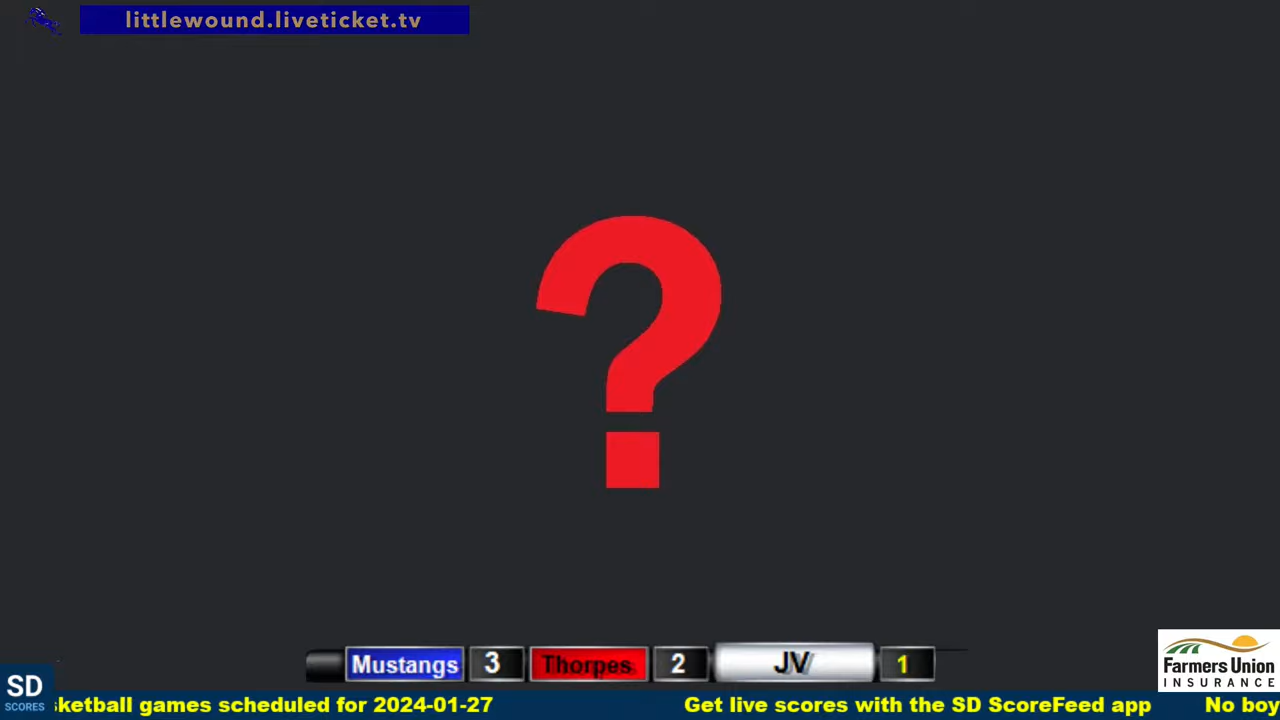 littlewound.liveticket.tv
?
Mustangs 3 Thorpes 2 JV 1
Farmers Union
INSURANCE
SD
SCORES
ketball games scheduled for 2024-01-27 Get live scores with the SD ScoreFeed app No boy